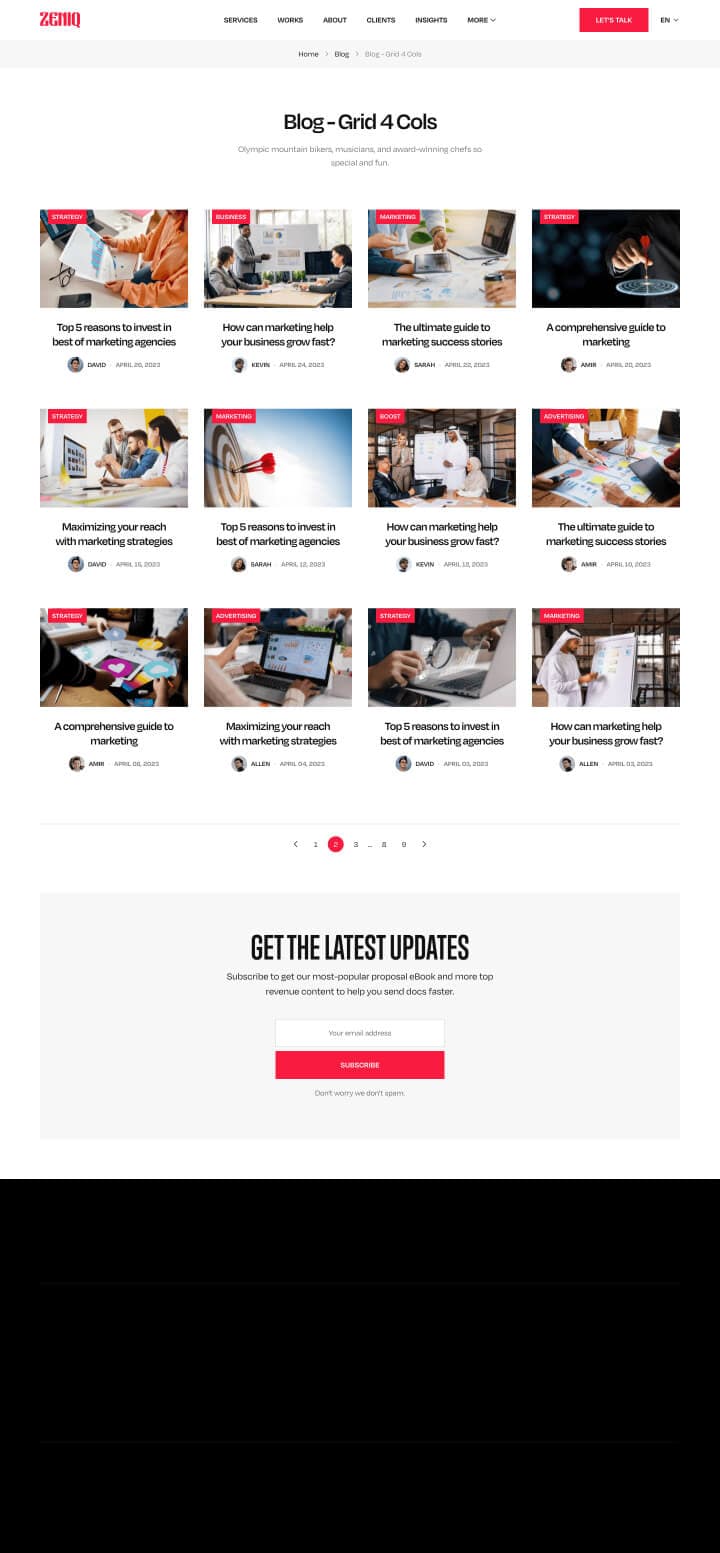 ZEMIQ
SERVICES WORKS ABOUT CLIENTS INSIGHTS MORE LET'S TALK EN
Home > Blog > Blog - Grid 4 Cols
Blog - Grid 4 Cols
Olympic mountain bikers, musicians, and award-winning chefs so
special and fun.
STRATEGY BUSINESS MARKETING STRATEGY
Top 5 reasons to invest in
best of marketing agencies
DAVID · APRIL 26, 2023
How can marketing help
your business grow fast?
KEVIN · APRIL 24, 2023
The ultimate guide to
marketing success stories
SARAH · APRIL 22, 2023
A comprehensive guide to
marketing
AMIR · APRIL 20, 2023
STRATEGY MARKETING BOOST ADVERTISING
Maximizing your reach
with marketing strategies
DAVID · APRIL 15, 2023
Top 5 reasons to invest in
best of marketing agencies
SARAH · APRIL 12, 2023
How can marketing help
your business grow fast?
KEVIN · APRIL 12, 2023
The ultimate guide to
marketing success stories
AMIR · APRIL 10, 2023
STRATEGY ADVERTISING STRATEGY MARKETING
A comprehensive guide to
marketing
AMIR · APRIL 06, 2023
Maximizing your reach
with marketing strategies
ALLEN · APRIL 04, 2023
Top 5 reasons to invest in
best of marketing agencies
DAVID · APRIL 03, 2023
How can marketing help
your business grow fast?
ALLEN · APRIL 03, 2023
1 2 3 ... 8 9
GET THE LATEST UPDATES
Subscribe to get our most-popular proposal eBook and more top
revenue content to help you send docs faster.
Your email address
SUBSCRIBE
Don't worry we don't spam.